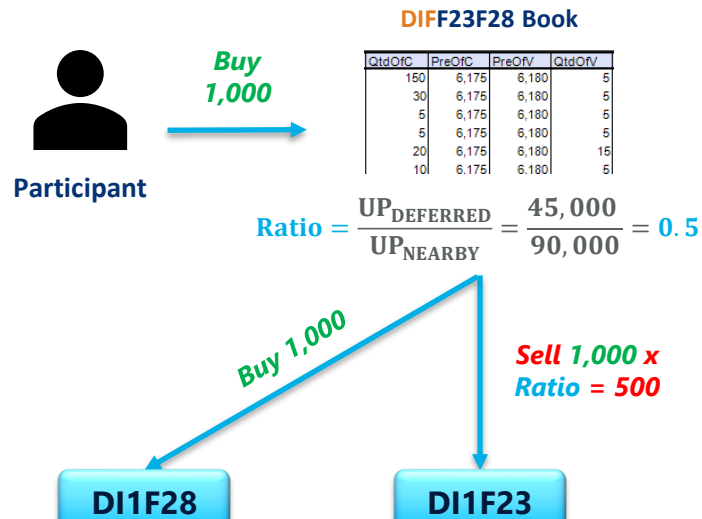 DIFF23F28 Book
Buy
1,000
QtdOfC PreOfC PreOfV QtdOfV
150 6,175 6,180 5
30 6,175 6,180 5
5 6,175 6,180 5
5 6,175 6,180 5
20 6,175 6,180 15
10 6,175 6,180 5
Participant
Ratio = UP_DEFERRED / UP_NEARBY = 45,000 / 90,000 = 0.5
Buy 1,000
Sell 1,000 x
Ratio = 500
DI1F28
DI1F23